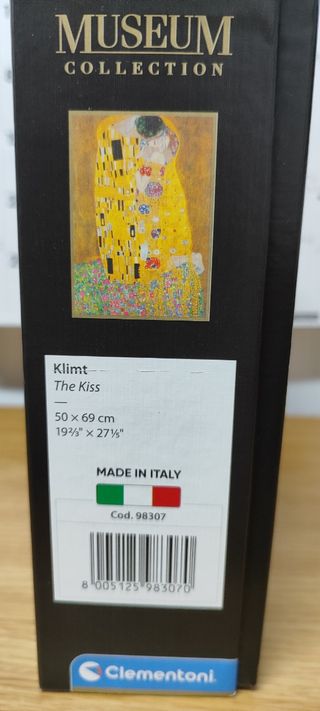 MUSEUM
COLLECTION
Klimt
The Kiss
50 × 69 cm
19⅔" × 27⅕"
MADE IN ITALY
Cod. 98307
8 005125 983070
Clementoni